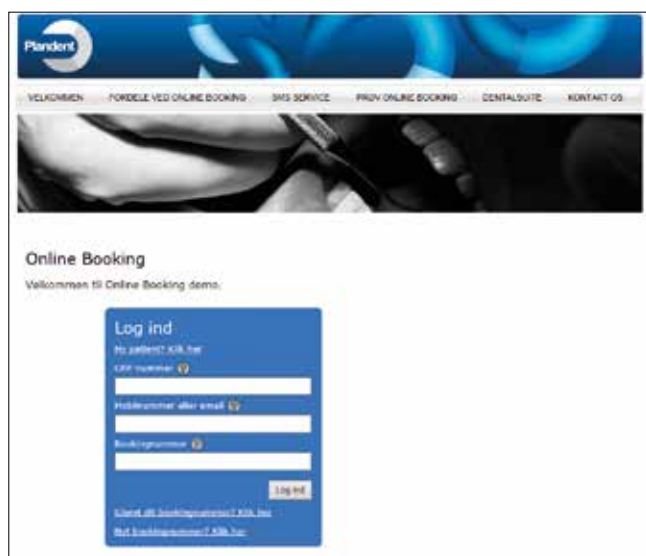 Plandent
VELKOMMEN FORDELE VED ONLINE BOOKING SMS SERVICE PRØV ONLINE BOOKING DENTALSUITE KONTAKT OS
Online Booking
Velkommen til Online Booking demo.
Log ind
Ny patient? Klik her
CPR nummer
Mobilnummer eller email
Bookingnummer
Log ind
Glemt dit bookingnummer? Klik her
Nyt bookingnummer? Klik her